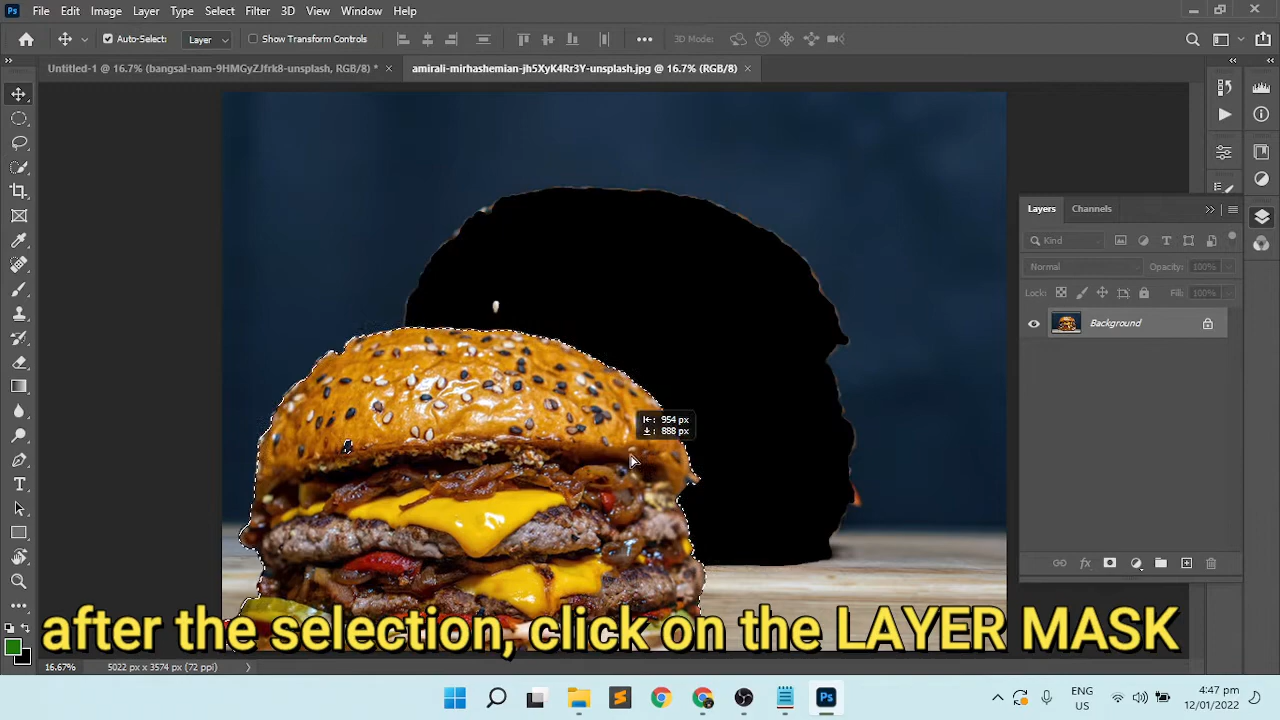 Ps File Edit Image Layer Type Select Filter 3D View Window Help
Auto-Select: Layer Show Transform Controls 3D Mode:
Untitled-1 @ 16.7% (bangsal-nam-9HMGyZJfrk8-unsplash, RGB/8) *
amirali-mirhashemian-jh5XyK4Rr3Y-unsplash.jpg @ 16.7% (RGB/8)
Layers Channels
Kind
Normal Opacity: 100%
Lock: Fill: 100%
Background
954 px
888 px
after the selection, click on the LAYER MASK
16.67% 5022 px x 3574 px (72 ppi)
Ps
ENG
US
4:47 pm
12/01/2022